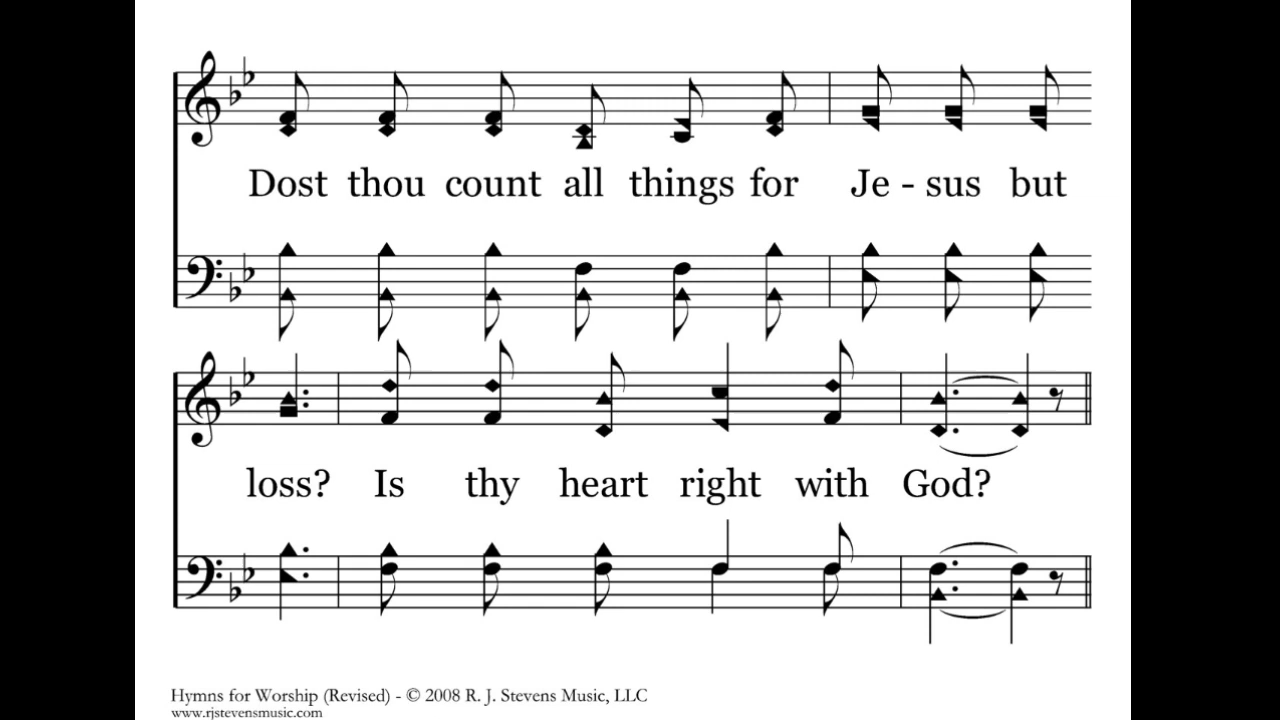 Dost thou count all things for Je - sus but
loss? Is thy heart right with God?
Hymns for Worship (Revised) - © 2008 R. J. Stevens Music, LLC
www.rjstevensmusic.com